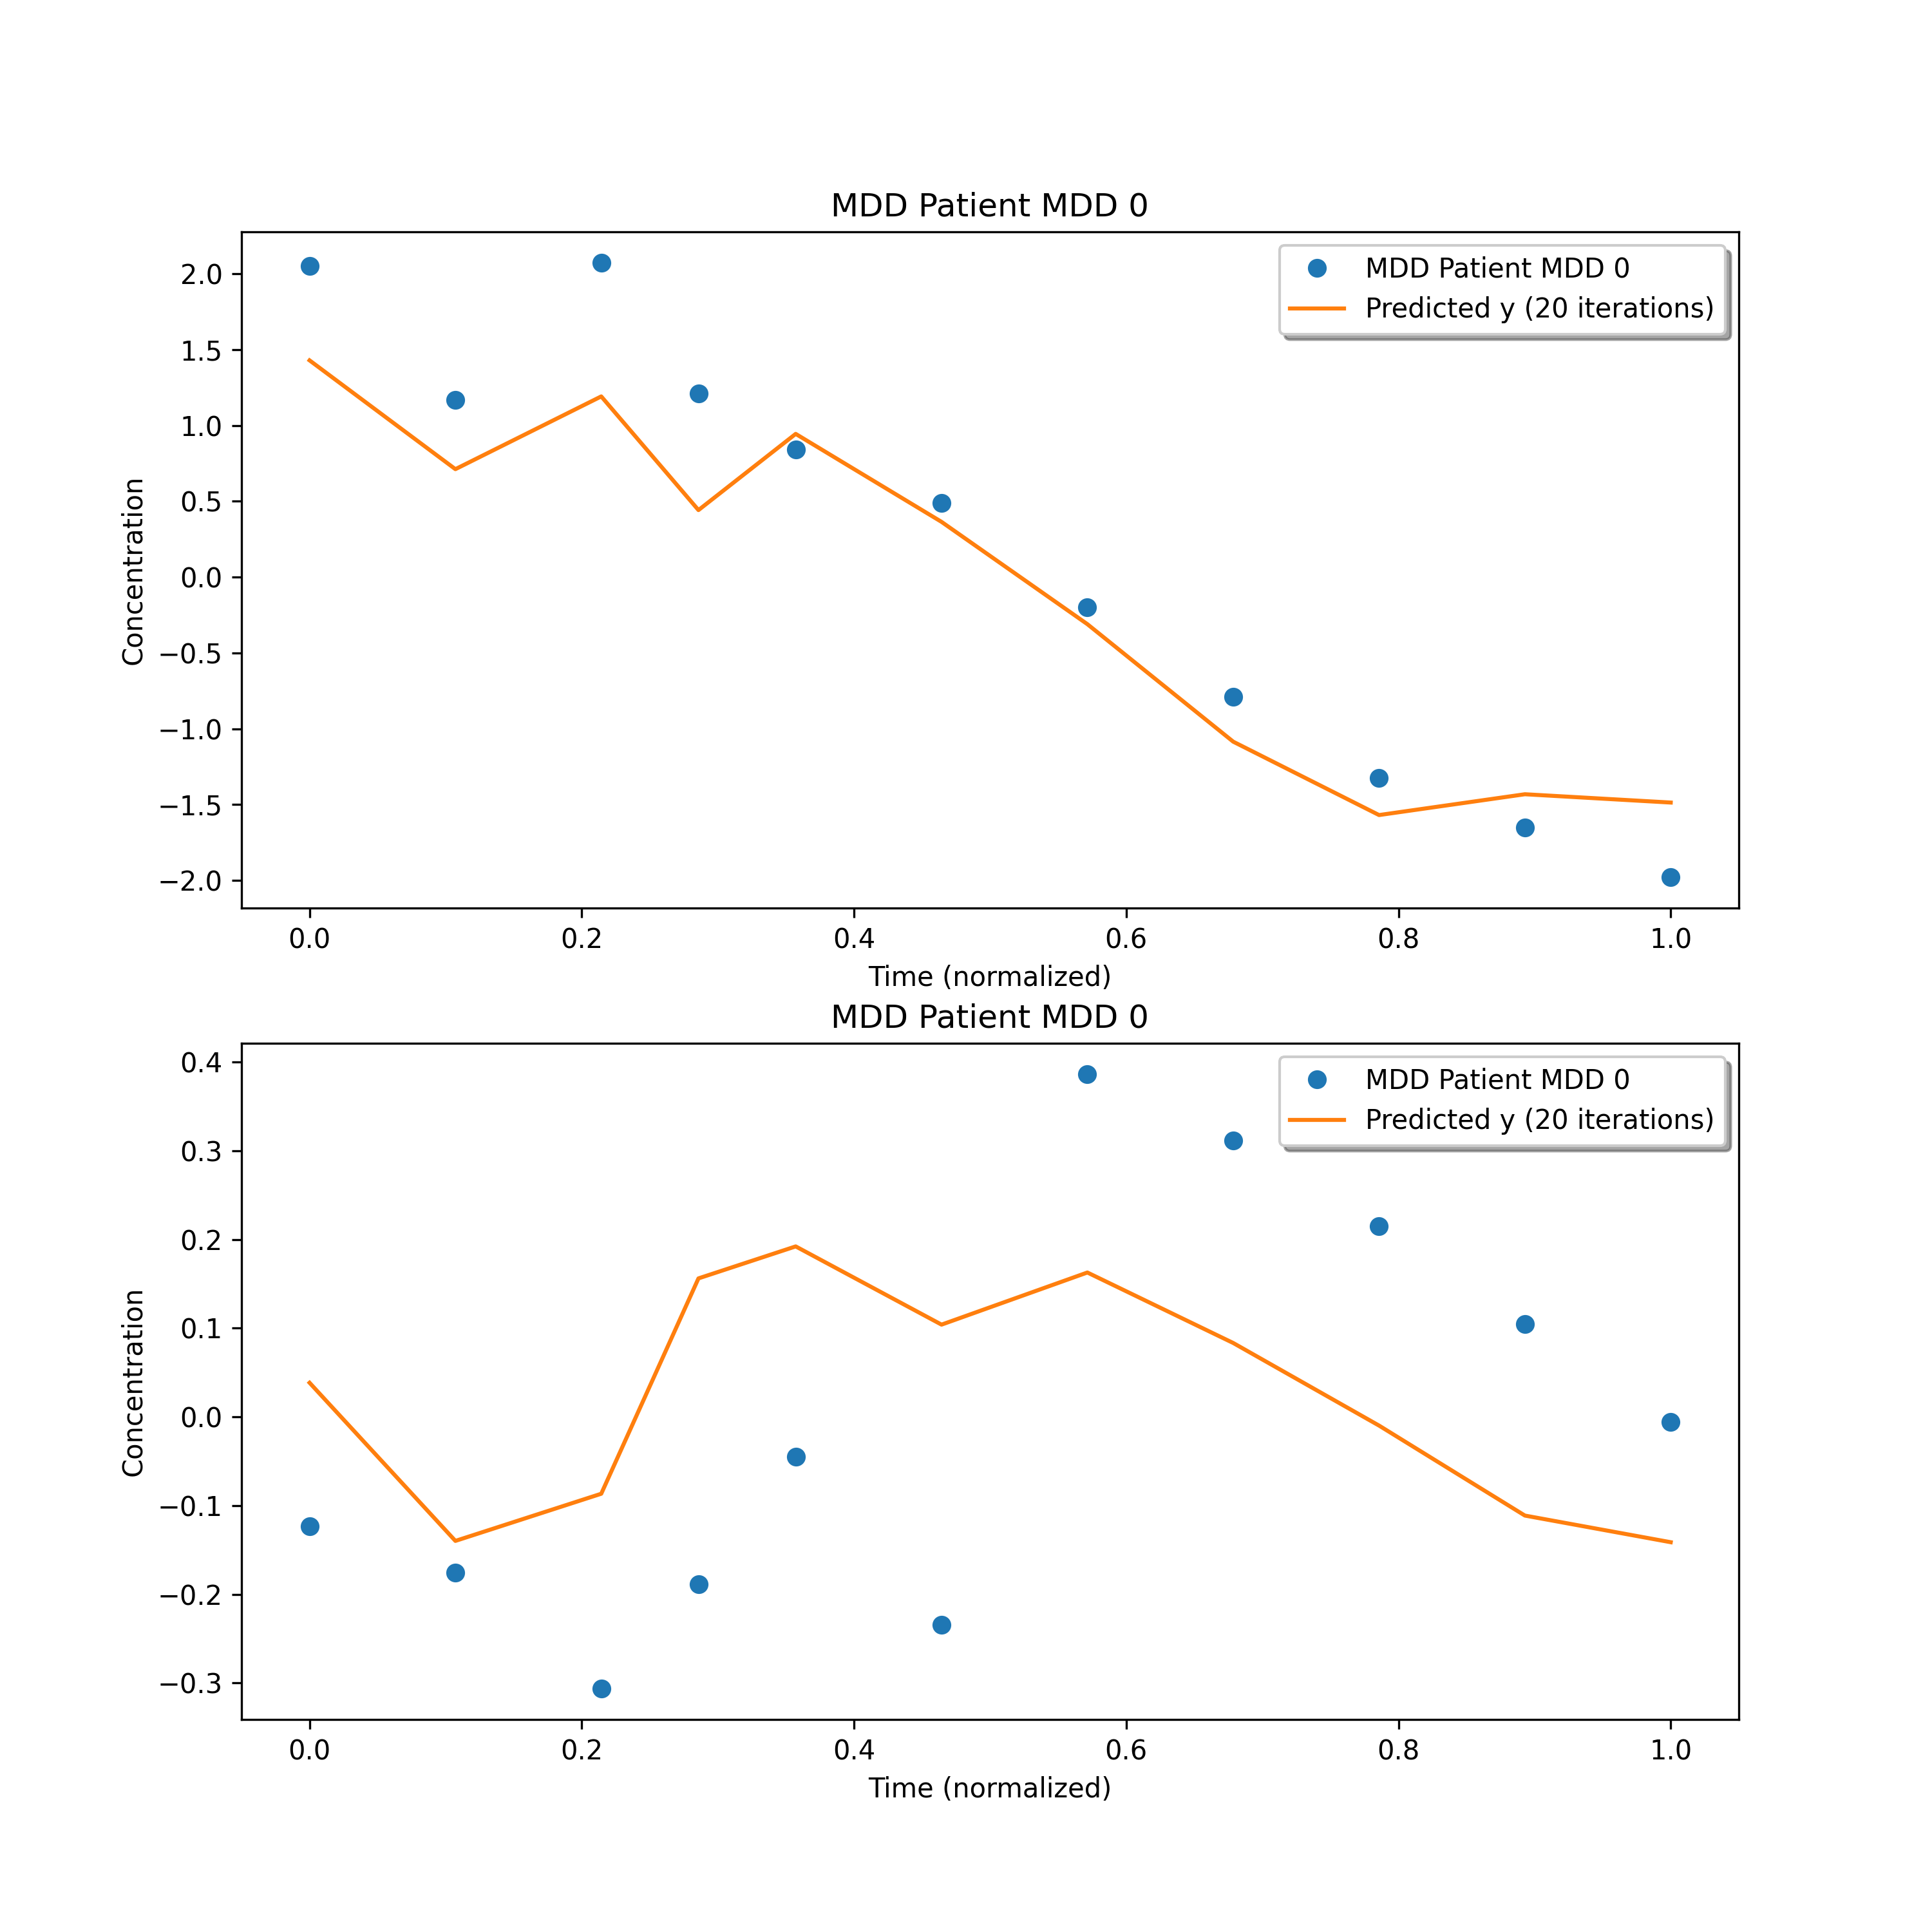 MDD Patient MDD 0
MDD Patient MDD 0
Predicted y (20 iterations)
2.0
1.5
1.0
0.5
0.0
−0.5
−1.0
−1.5
−2.0
Concentration
0.0 0.2 0.4 0.6 0.8 1.0
Time (normalized)
MDD Patient MDD 0
MDD Patient MDD 0
Predicted y (20 iterations)
0.4
0.3
0.2
0.1
0.0
−0.1
−0.2
−0.3
Concentration
0.0 0.2 0.4 0.6 0.8 1.0
Time (normalized)